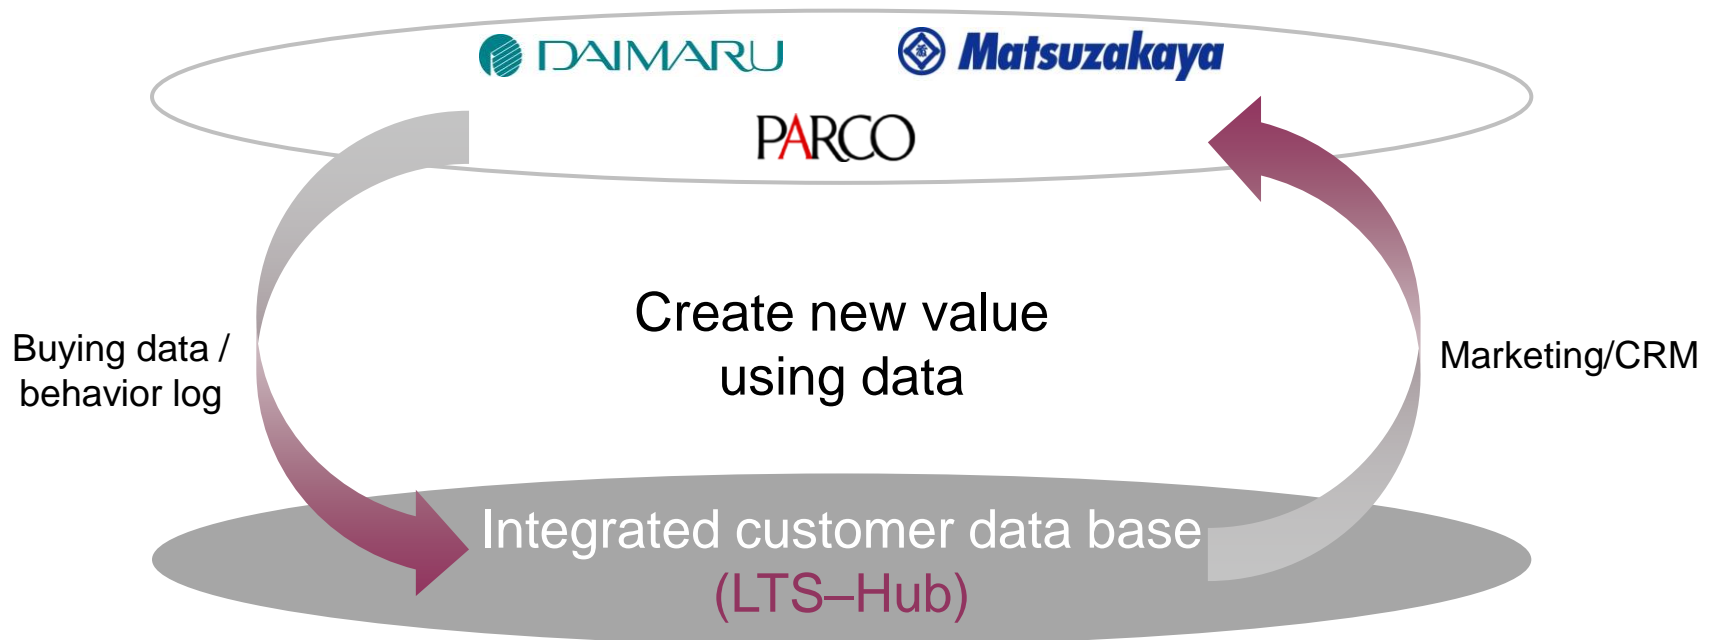 DAIMARU
Matsuzakaya
PARCO
Create new value
using data
Buying data /
behavior log
Marketing/CRM
Integrated customer data base
(LTS–Hub)